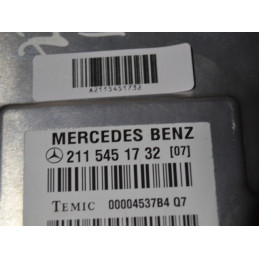 A2115451732
MERCEDES BENZ
211 545 17 32 [07]
TEMIC 00004537B4 Q7